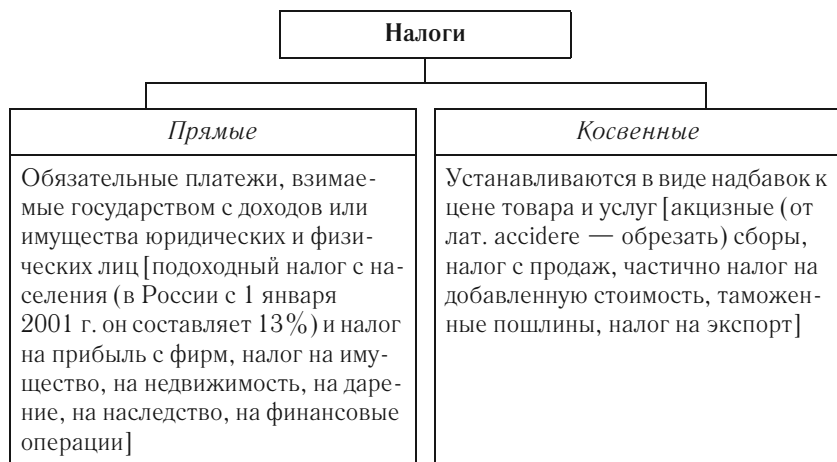 Налоги
Прямые
Обязательные платежи, взимае-
мые государством с доходов или
имущества юридических и физи-
ческих лиц [подоходный налог с на-
селения (в России с 1 января
2001 г. он составляет 13%) и налог
на прибыль с фирм, налог на иму-
щество, на недвижимость, на даре-
ние, на наследство, на финансовые
операции]
Косвенные
Устанавливаются в виде надбавок к
цене товара и услуг [акцизные (от
лат. accidere — обрезать) сборы,
налог с продаж, частично налог на
добавленную стоимость, таможен-
ные пошлины, налог на экспорт]